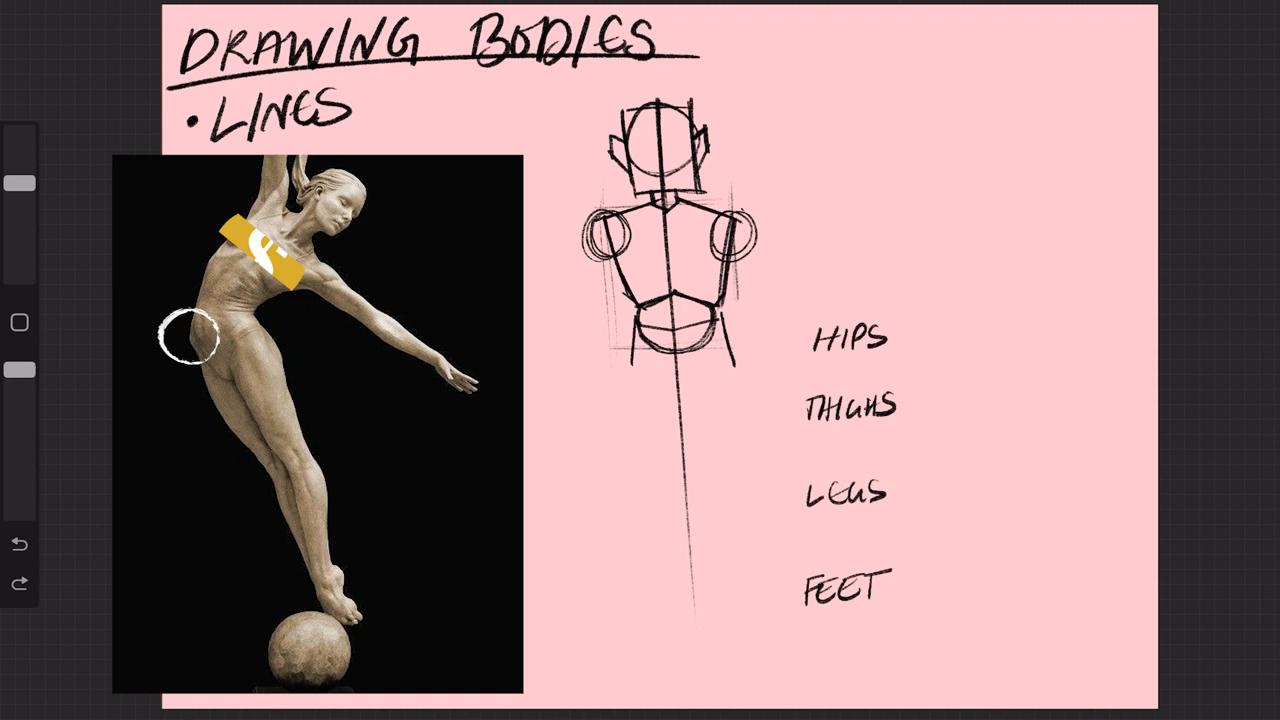 DRAWING BODIES
• LINES
HIPS
THIGHS
LEGS
FEET